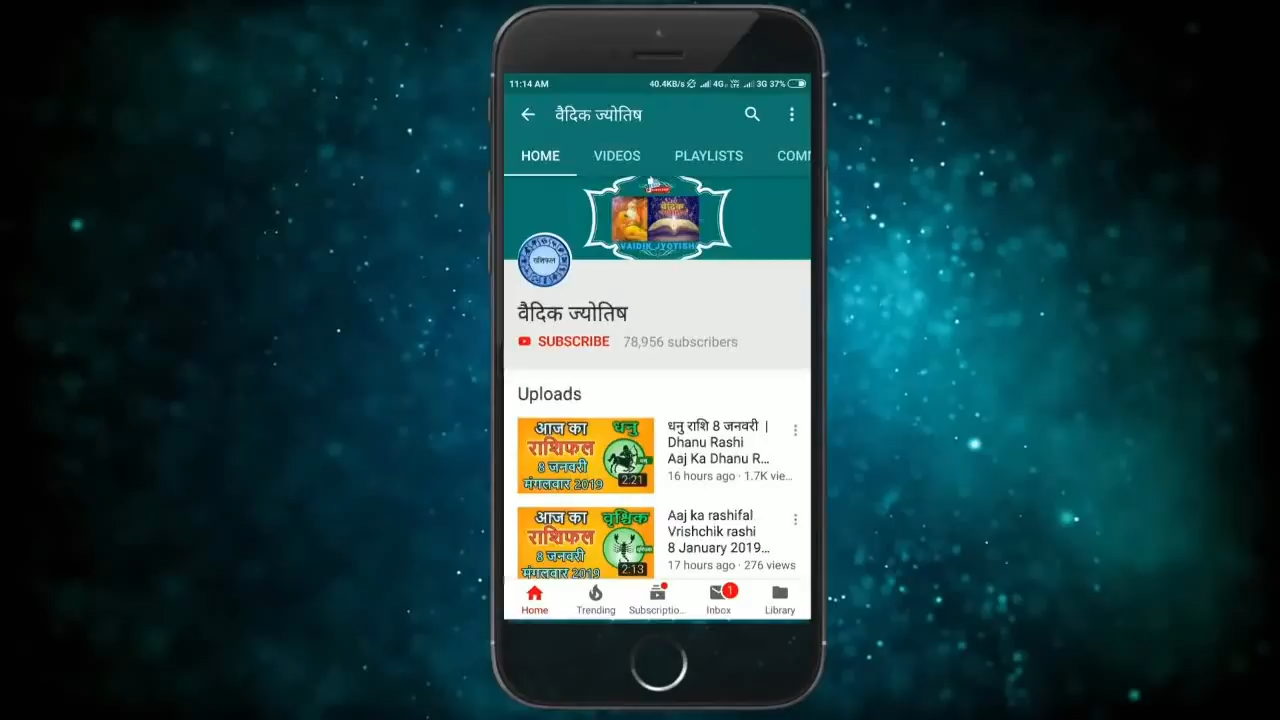 11:14 AM
40.4KB/s 4G 3G 37%
वैदिक ज्योतिष
HOME VIDEOS PLAYLISTS COMM
वैदिक
VAIDIK JYOTISH
राशिफल
वैदिक ज्योतिष
SUBSCRIBE 78,956 subscribers
Uploads
आज का धनु
राशिफल
8 जनवरी
मंगलवार 2019
2:21
धनु राशि 8 जनवरी |
Dhanu Rashi
Aaj Ka Dhanu R...
16 hours ago · 1.7K vie...
आज का वृश्चिक
राशिफल
8 जनवरी
मंगलवार 2019
2:13
Aaj ka rashifal
Vrishchik rashi
8 January 2019...
17 hours ago · 276 views
1
Home Trending Subscriptio... Inbox Library